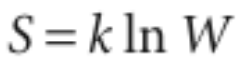 S = k ln W